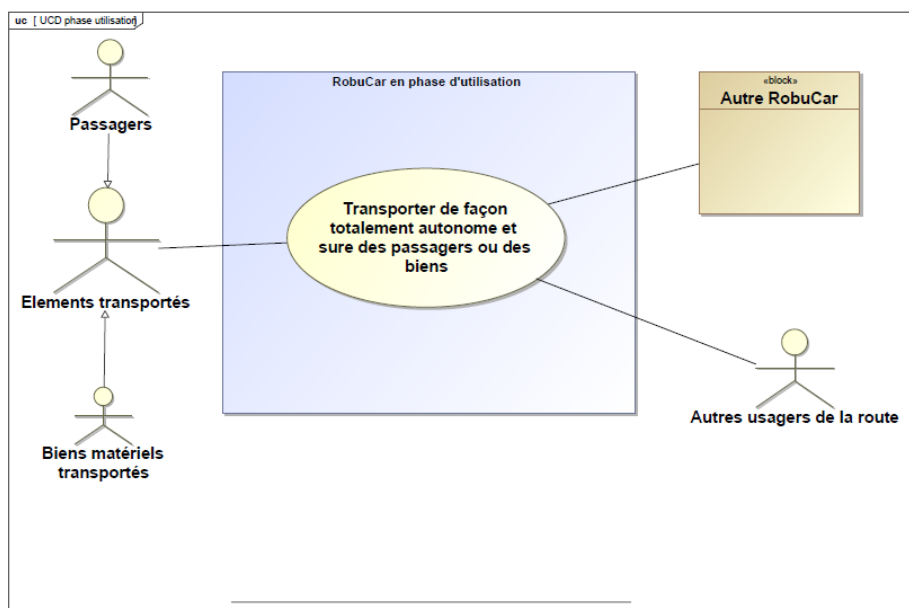 uc [ UCD phase utilisation]
Passagers
RobuCar en phase d'utilisation
«block»
Autre RobuCar
Transporter de façon
totalement autonome et
sure des passagers ou des
biens
Elements transportés
Autres usagers de la route
Biens matériels
transportés